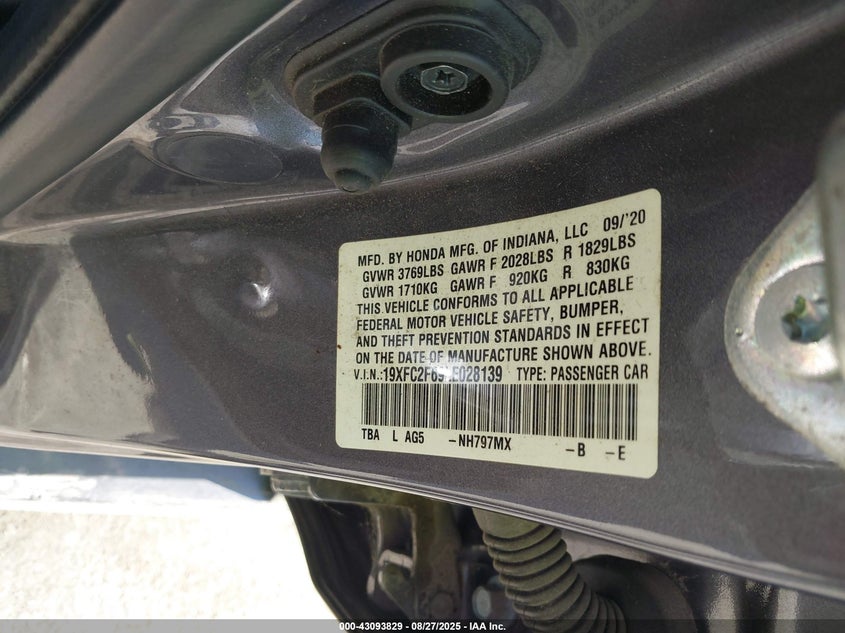 MFD. BY HONDA MFG. OF INDIANA, LLC 09/'20
GVWR 3769LBS GAWR F 2028LBS R 1829LBS
GVWR 1710KG GAWR F 920KG R 830KG
THIS VEHICLE CONFORMS TO ALL APPLICABLE
FEDERAL MOTOR VEHICLE SAFETY, BUMPER,
AND THEFT PREVENTION STANDARDS IN EFFECT
ON THE DATE OF MANUFACTURE SHOWN ABOVE.
V.I.N.: TYPE: PASSENGER CAR
TBA L AG5 -NH797MX -B -E
000-43093829 - 08/27/2025 - IAA Inc.